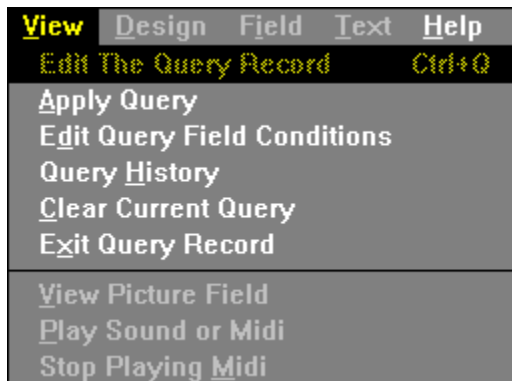 View Design Field Text Help
Edit The Query Record Ctrl+Q
Apply Query
Edit Query Field Conditions
Query History
Clear Current Query
Exit Query Record
View Picture Field
Play Sound or Midi
Stop Playing Midi